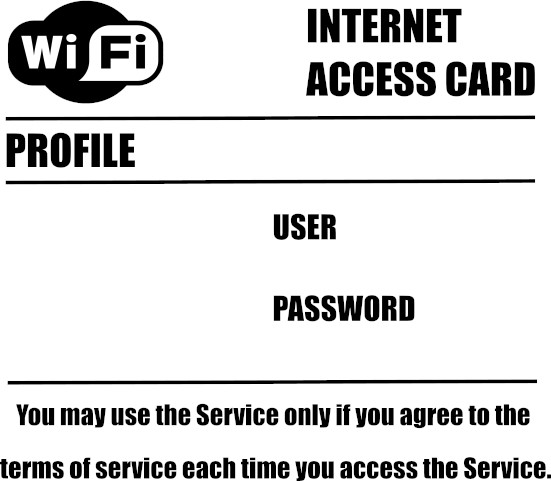 Wi Fi
INTERNET
ACCESS CARD
PROFILE
USER
PASSWORD
You may use the Service only if you agree to the
terms of service each time you access the Service.